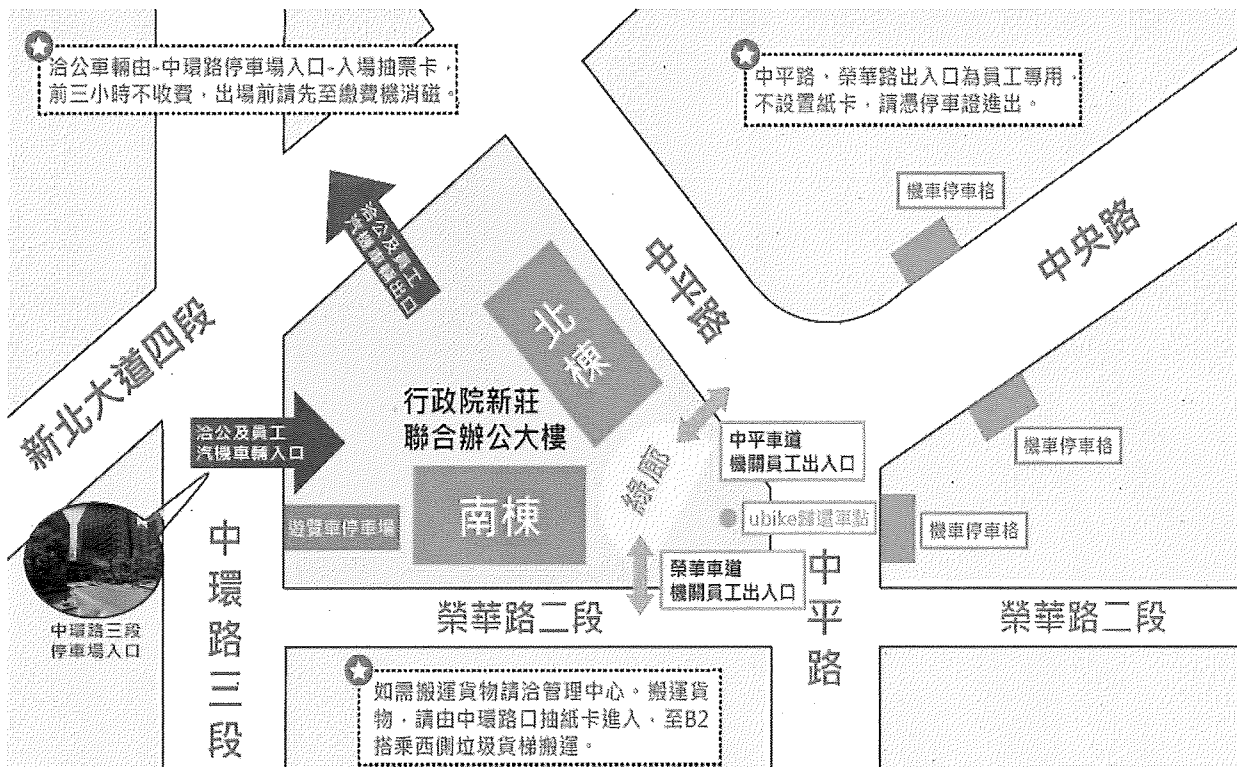 洽公車輛由-中環路停車場入口-入場抽票卡，
前三小時不收費，出場前請先至繳費機消磁。
中平路、榮華路出入口為員工專用，
不設置紙卡，請憑停車證進出。
機車停車格
中央路
中平路
洽公及員工
汽機車輛出口
北棟
新北大道四段
行政院新莊
聯合辦公大樓
洽公及員工
汽機車輛入口
中平車道
機關員工出入口
機車停車格
綠廊
南棟
遊覽車停車場
ubike歸還車點
機車停車格
榮華車道
機關員工出入口
中環路三段
停車場入口
中環路三段
榮華路二段
中平路
榮華路二段
如需搬運貨物請洽管理中心。搬運貨
物，請由中環路口抽紙卡進入，至B2
搭乘西側垃圾貨梯搬運。